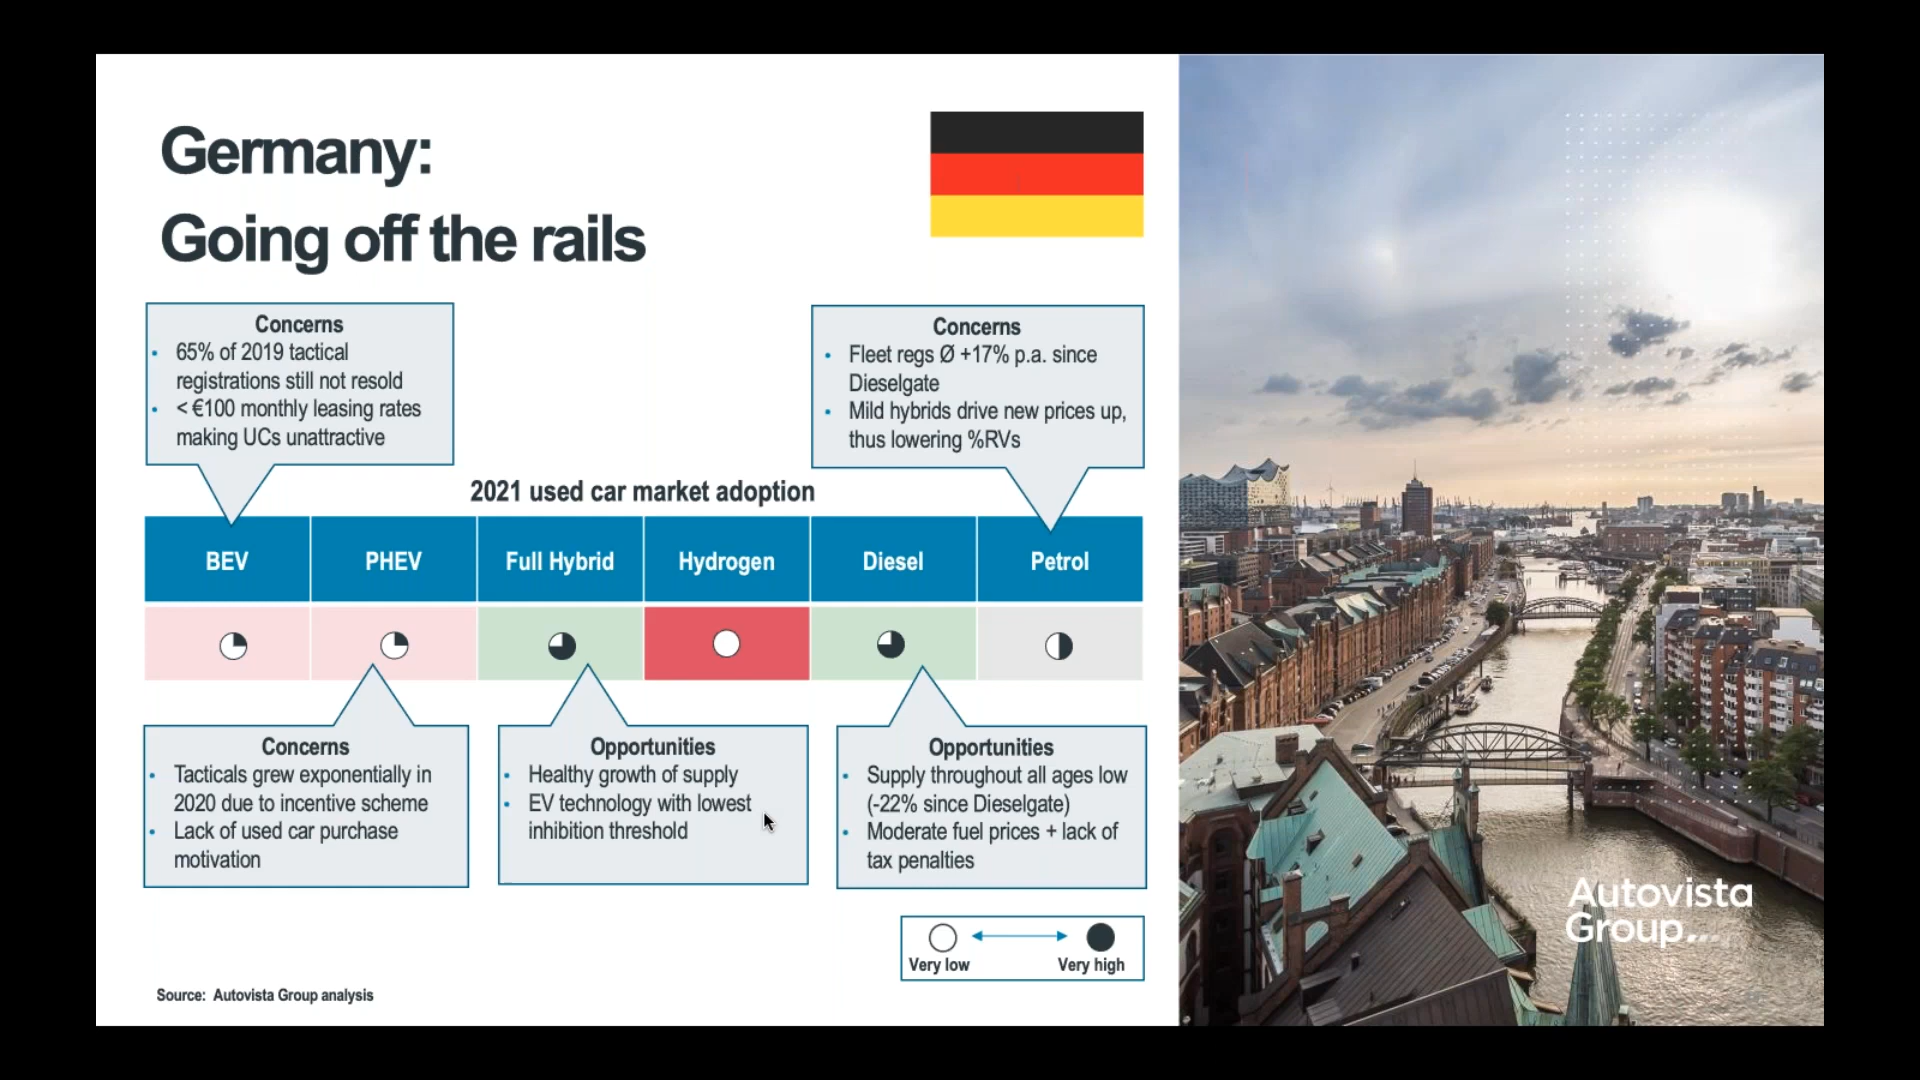 Germany:
Going off the rails
Concerns
• 65% of 2019 tactical
registrations still not resold
• < €100 monthly leasing rates
making UCs unattractive
Concerns
• Fleet regs Ø +17% p.a. since
Dieselgate
• Mild hybrids drive new prices up,
thus lowering %RVs
2021 used car market adoption
BEV
PHEV
Full Hybrid
Hydrogen
Diesel
Petrol
Concerns
• Tacticals grew exponentially in
2020 due to incentive scheme
• Lack of used car purchase
motivation
Opportunities
• Healthy growth of supply
• EV technology with lowest
inhibition threshold
Opportunities
• Supply throughout all ages low
(-22% since Dieselgate)
• Moderate fuel prices + lack of
tax penalties
Very low
Very high
Source: Autovista Group analysis
Autovista
Group...